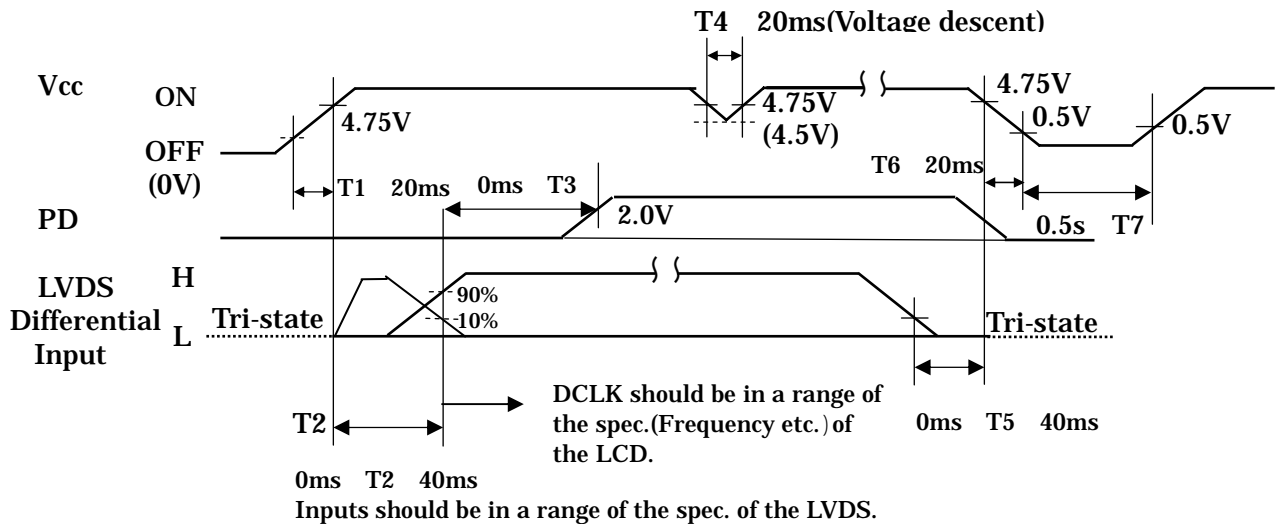 T4 20ms(Voltage descent)
Vcc
ON
4.75V
4.75V
(4.5V)
4.75V
0.5V
0.5V
OFF
(0V)
T1 20ms
0ms T3
T6 20ms
PD
2.0V
0.5s T7
LVDS
Differential
Input
H
L
90%
10%
Tri-state
Tri-state
T2
DCLK should be in a range of
the spec.(Frequency etc.) of
the LCD.
0ms T5 40ms
0ms T2 40ms
Inputs should be in a range of the spec. of the LVDS.